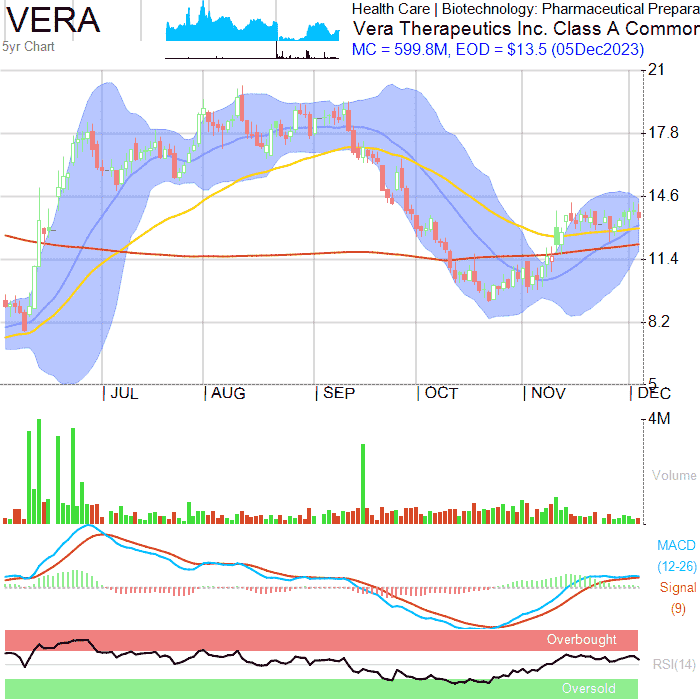 VERA
5yr Chart
Health Care | Biotechnology: Pharmaceutical Prepara
Vera Therapeutics Inc. Class A Common
MC = 599.8M, EOD = $13.5 (05Dec2023)
21
17.8
14.6
11.4
8.2
5
JUL AUG SEP OCT NOV DEC
4M
Volume
MACD
(12-26)
Signal
(9)
Overbought
RSI(14)
Oversold